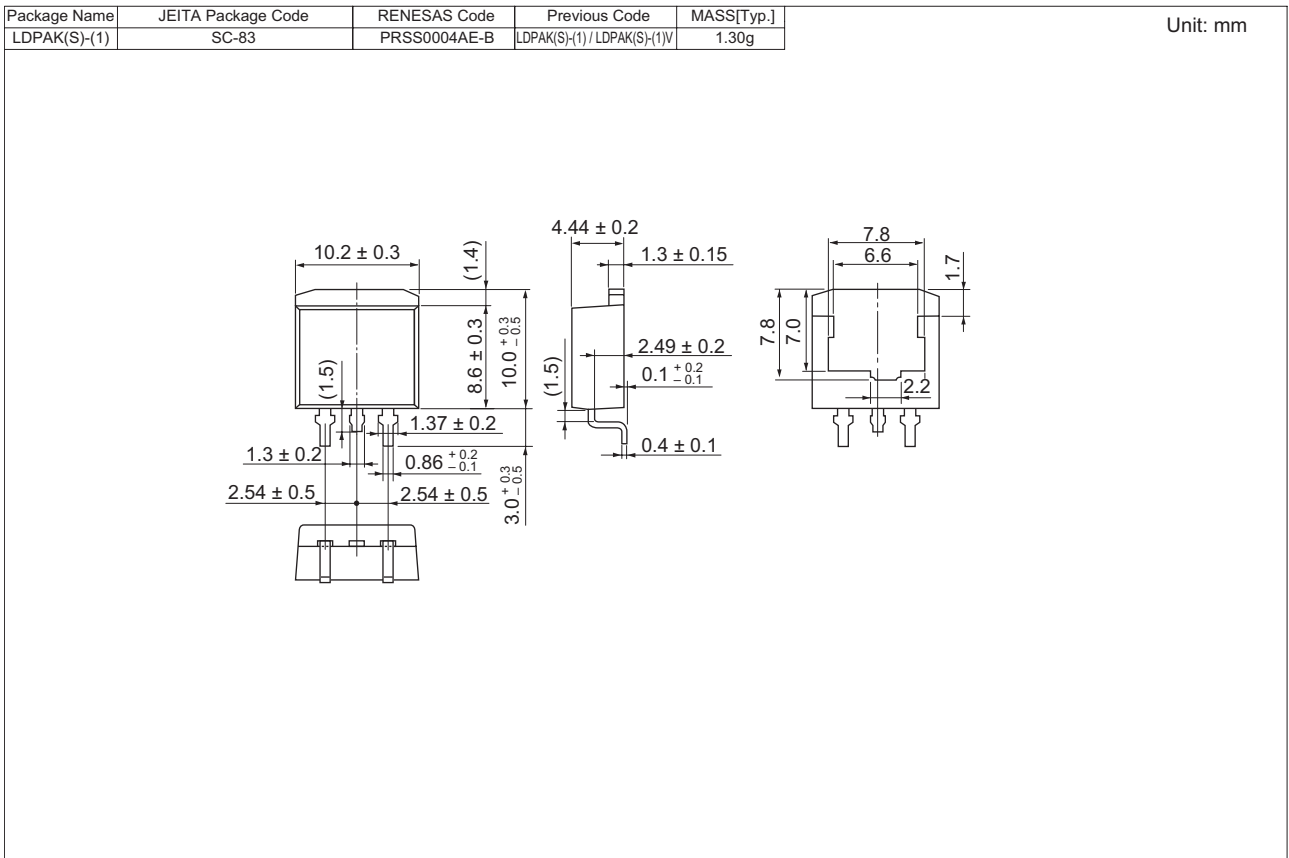 Package Name JEITA Package Code RENESAS Code Previous Code MASS[Typ.]
LDPAK(S)-(1) SC-83 PRSS0004AE-B LDPAK(S)-(1) / LDPAK(S)-(1)V 1.30g
Unit: mm
10.2 ± 0.3
(1.4)
8.6 ± 0.3
10.0 + 0.3 – 0.5
(1.5)
1.37 ± 0.2
1.3 ± 0.2
0.86 + 0.2 – 0.1
2.54 ± 0.5
2.54 ± 0.5
3.0 + 0.3 – 0.5
4.44 ± 0.2
1.3 ± 0.15
2.49 ± 0.2
(1.5)
0.1 + 0.2 – 0.1
0.4 ± 0.1
7.8
6.6
1.7
7.8
7.0
2.2